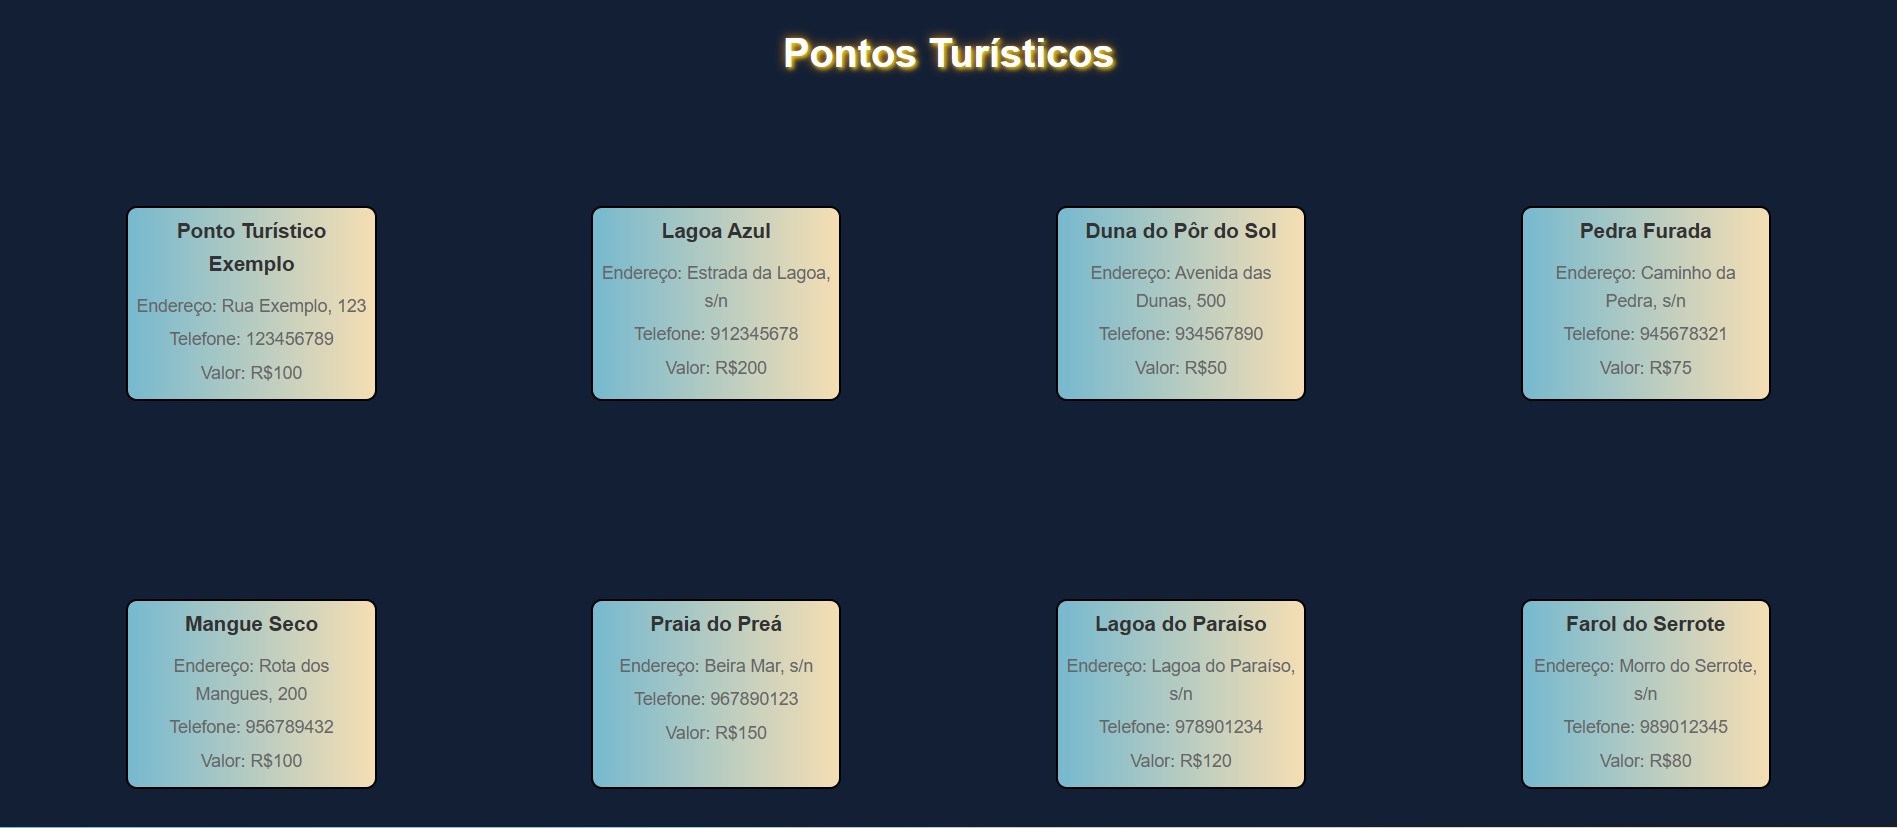 Pontos Turísticos
Ponto Turístico
Exemplo
Endereço: Rua Exemplo, 123
Telefone: 123456789
Valor: R$100
Lagoa Azul
Endereço: Estrada da Lagoa,
s/n
Telefone: 912345678
Valor: R$200
Duna do Pôr do Sol
Endereço: Avenida das
Dunas, 500
Telefone: 934567890
Valor: R$50
Pedra Furada
Endereço: Caminho da
Pedra, s/n
Telefone: 945678321
Valor: R$75
Mangue Seco
Endereço: Rota dos
Mangues, 200
Telefone: 956789432
Valor: R$100
Praia do Preá
Endereço: Beira Mar, s/n
Telefone: 967890123
Valor: R$150
Lagoa do Paraíso
Endereço: Lagoa do Paraíso,
s/n
Telefone: 978901234
Valor: R$120
Farol do Serrote
Endereço: Morro do Serrote,
s/n
Telefone: 989012345
Valor: R$80